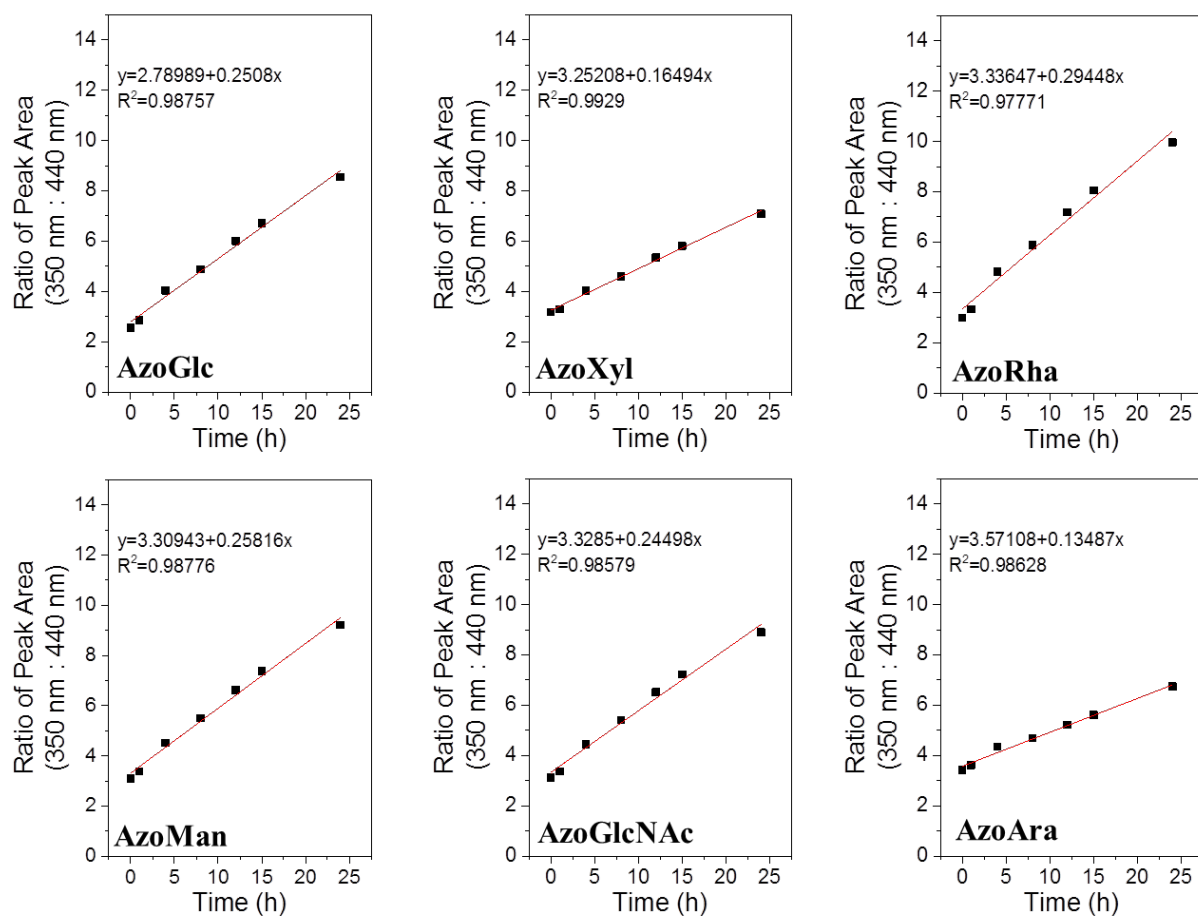 14
12
10
8
6
4
2
0
y=2.78989+0.2508x
R²=0.98757
AzoGlc
0 5 10 15 20 25
Time (h)
Ratio of Peak Area
(350 nm : 440 nm)
14
12
10
8
6
4
2
0
y=3.25208+0.16494x
R²=0.9929
AzoXyl
0 5 10 15 20 25
Time (h)
Ratio of Peak Area
(350 nm : 440 nm)
14
12
10
8
6
4
2
0
y=3.33647+0.29448x
R²=0.97771
AzoRha
0 5 10 15 20 25
Time (h)
Ratio of Peak Area
(350 nm : 440 nm)
14
12
10
8
6
4
2
0
y=3.30943+0.25816x
R²=0.98776
AzoMan
0 5 10 15 20 25
Time (h)
Ratio of Peak Area
(350 nm : 440 nm)
14
12
10
8
6
4
2
0
y=3.3285+0.24498x
R²=0.98579
AzoGlcNAc
0 5 10 15 20 25
Time (h)
Ratio of Peak Area
(350 nm : 440 nm)
14
12
10
8
6
4
2
0
y=3.57108+0.13487x
R²=0.98628
AzoAra
0 5 10 15 20 25
Time (h)
Ratio of Peak Area
(350 nm : 440 nm)